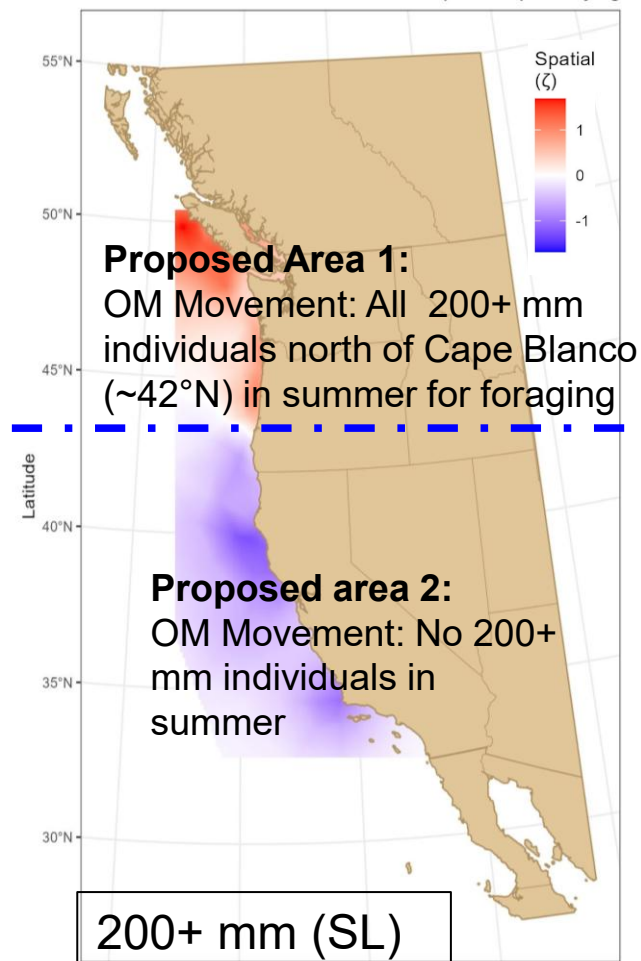 55°N
Spatial
(ζ)
1
0
-1
50°N
Proposed Area 1:
OM Movement: All 200+ mm
individuals north of Cape Blanco
(~42°N) in summer for foraging
45°N
Latitude
40°N
Proposed area 2:
OM Movement: No 200+
mm individuals in
summer
35°N
30°N
200+ mm (SL)